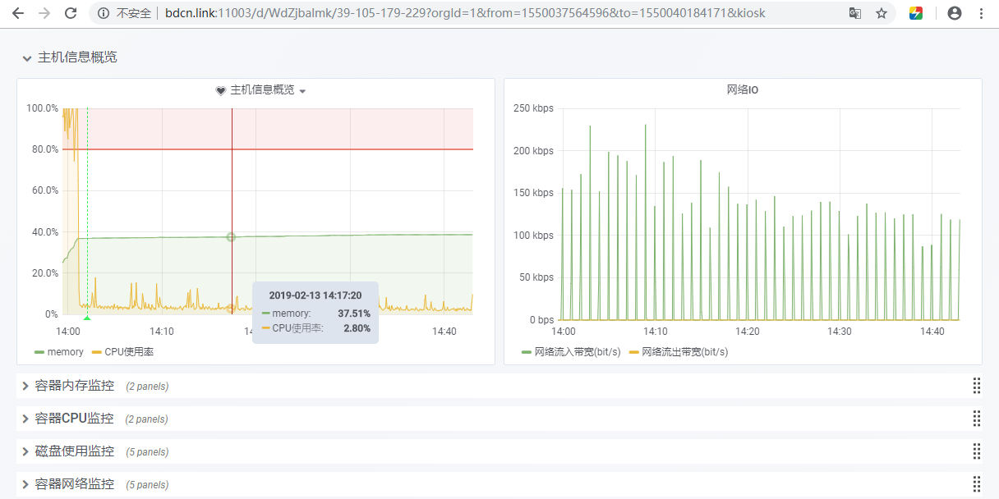 不安全 bdcn.link:11003/d/WdZjbalmk/39-105-179-229?orgId=1&from=1550037564596&to=1550040184171&kiosk
主机信息概览
主机信息概览
100.0%
80.0%
60.0%
40.0%
20.0%
0%
14:00 14:10 14:40
2019-02-13 14:17:20
memory: 37.51%
CPU使用率: 2.80%
memory CPU使用率
网络IO
250 kbps
200 kbps
150 kbps
100 kbps
50 kbps
0 bps
14:00 14:10 14:20 14:30 14:40
网络流入带宽(bit/s) 网络流出带宽(bit/s)
容器内存监控 (2 panels)
容器CPU监控 (2 panels)
磁盘使用监控 (5 panels)
容器网络监控 (5 panels)